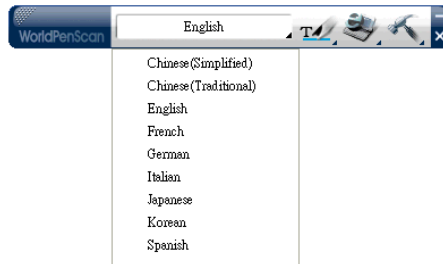 WorldPenScan
English
Chinese(Simplified)
Chinese(Traditional)
English
French
German
Italian
Japanese
Korean
Spanish